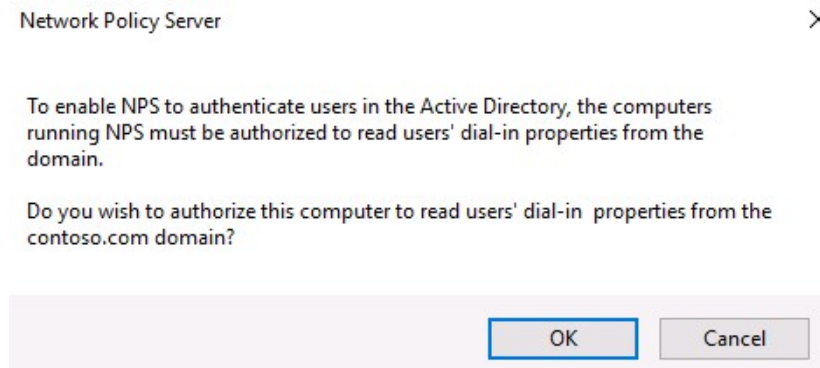 Network Policy Server
To enable NPS to authenticate users in the Active Directory, the computers
running NPS must be authorized to read users' dial-in properties from the
domain.
Do you wish to authorize this computer to read users' dial-in  properties from the
contoso.com domain?
OK Cancel